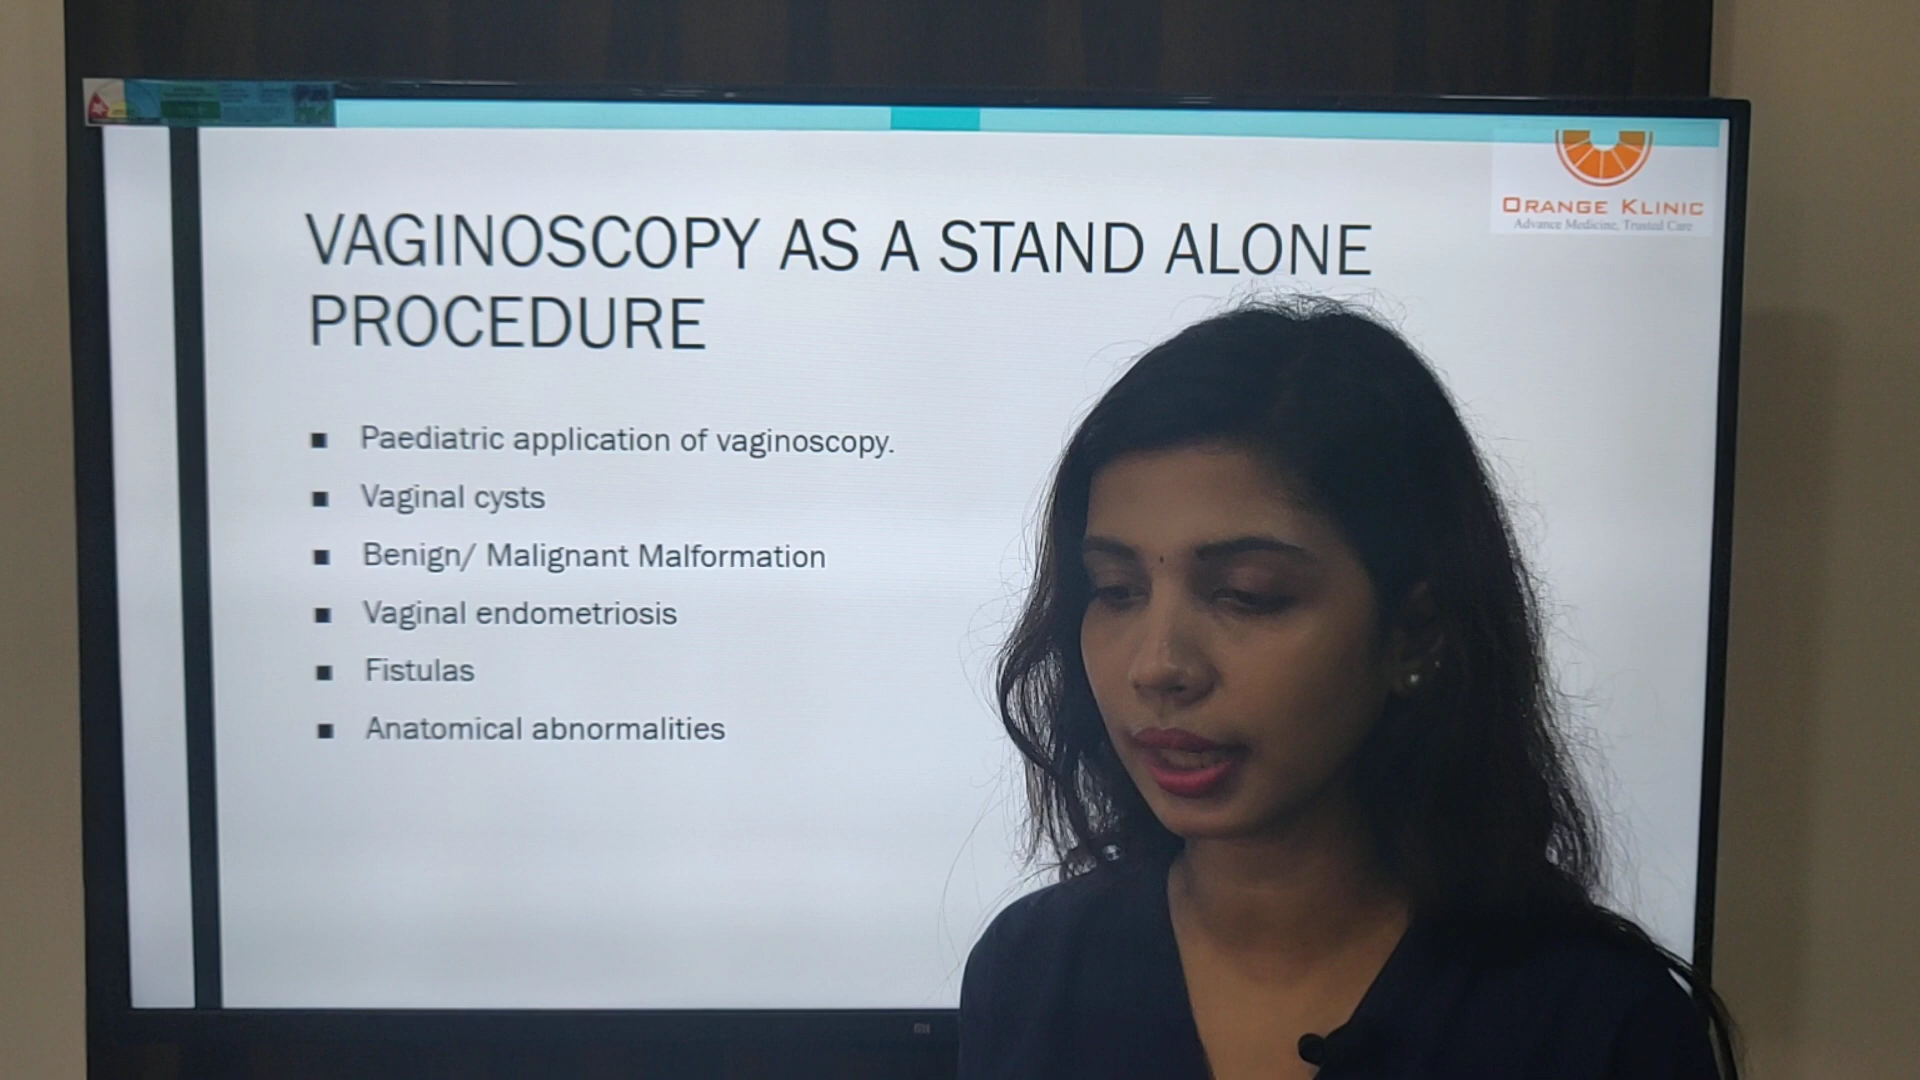 ORANGE KLINIC
Advance Medicine, Trusted Care
VAGINOSCOPY AS A STAND ALONE
PROCEDURE
■ Paediatric application of vaginoscopy.
■ Vaginal cysts
■ Benign/ Malignant Malformation
■ Vaginal endometriosis
■ Fistulas
■ Anatomical abnormalities